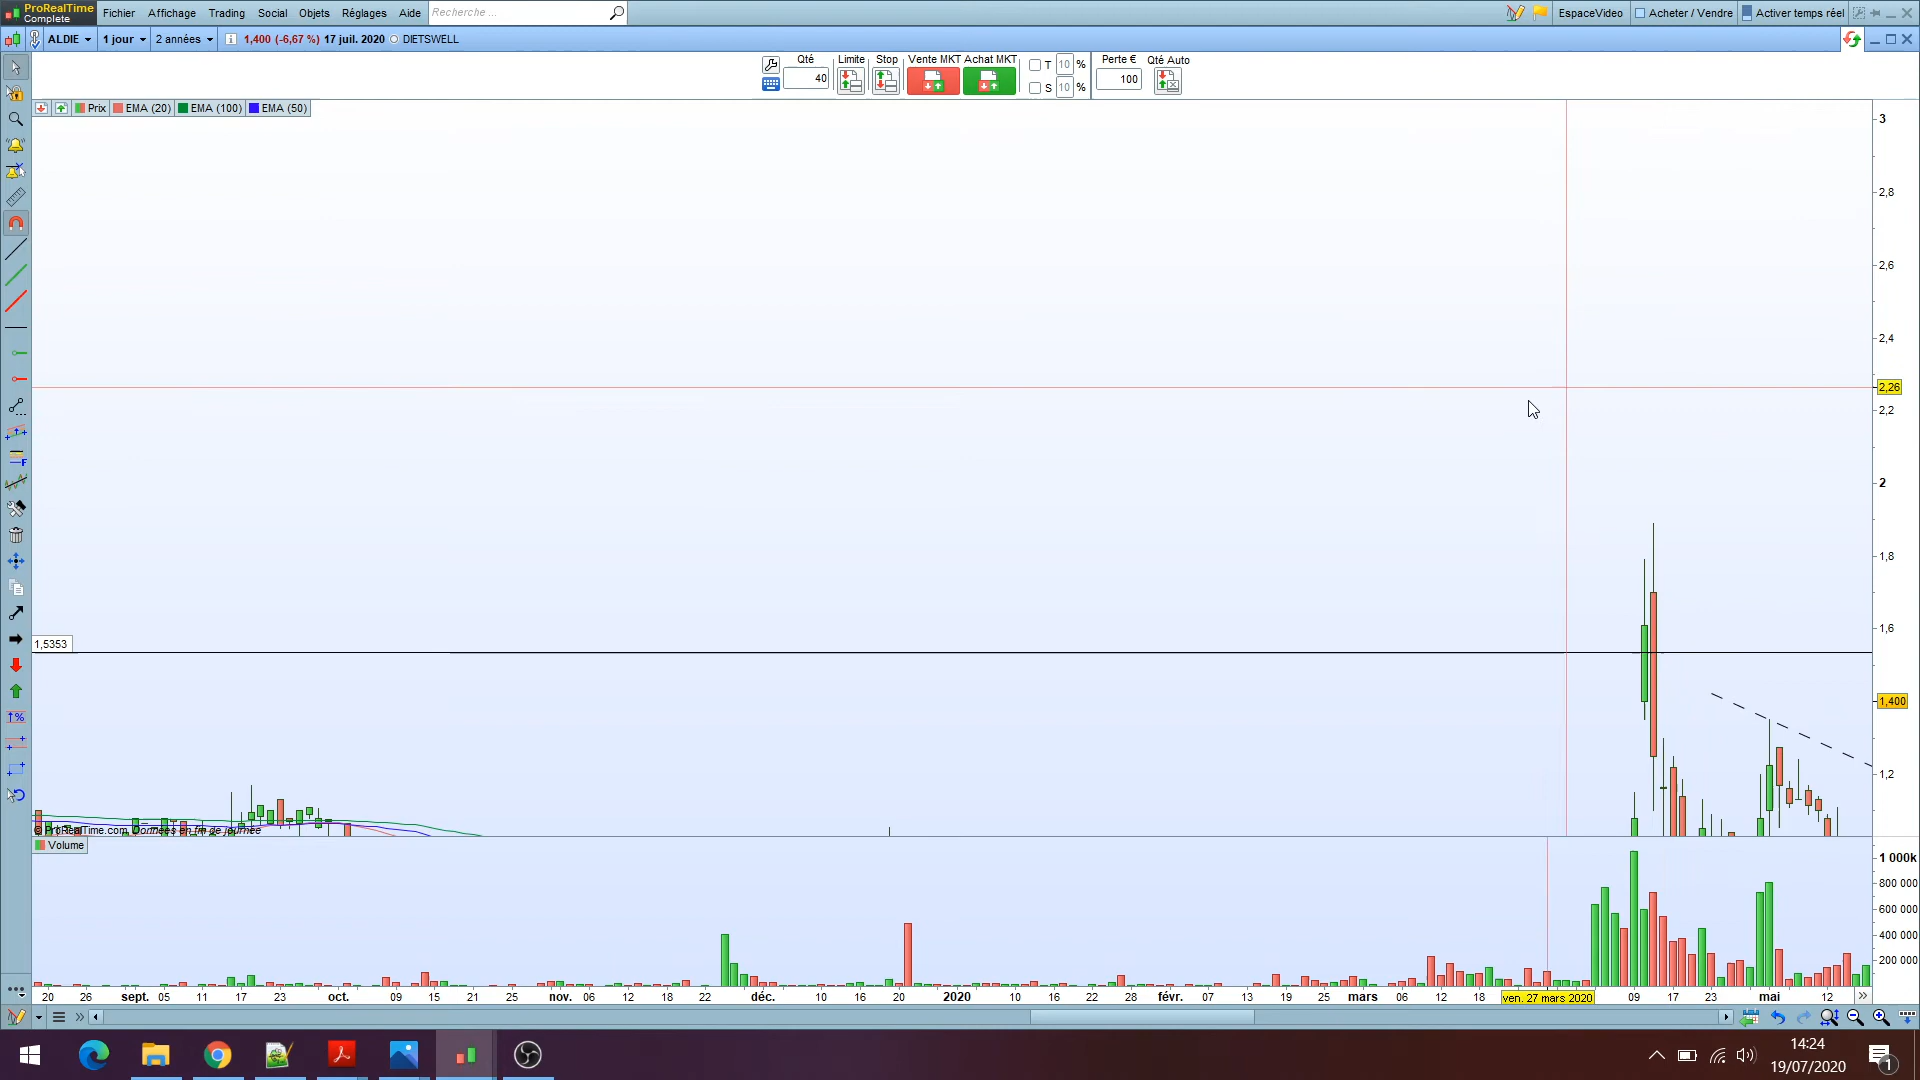 ProRealTime Complete Fichier Affichage Trading Social Objets Réglages Aide Recherche ... EspaceVideo Acheter / Vendre Activer temps réel
ALDIE 1 jour 2 années 1,400 (-6,67 %) 17 juil. 2020 DIETSWELL
Qté Limite Stop Vente MKT Achat MKT T 10 % Perte € Qté Auto
40 S 10 % 100
Prix EMA (20) EMA (100) EMA (50)
3
2,8
2,6
2,4
2,26
2,2
2
1,8
1,6
1,5353
1,400
1,2
© ProRealTime.com Données en fin de journée
Volume
1 000k
800 000
600 000
400 000
200 000
20 26 sept. 05 11 17 23 oct. 09 15 21 25 nov. 06 12 18 22 déc. 10 16 20 2020 10 16 22 28 févr. 07 13 19 25 mars 06 12 18 ven. 27 mars 2020 09 17 23 mai 12
14:24
19/07/2020
1